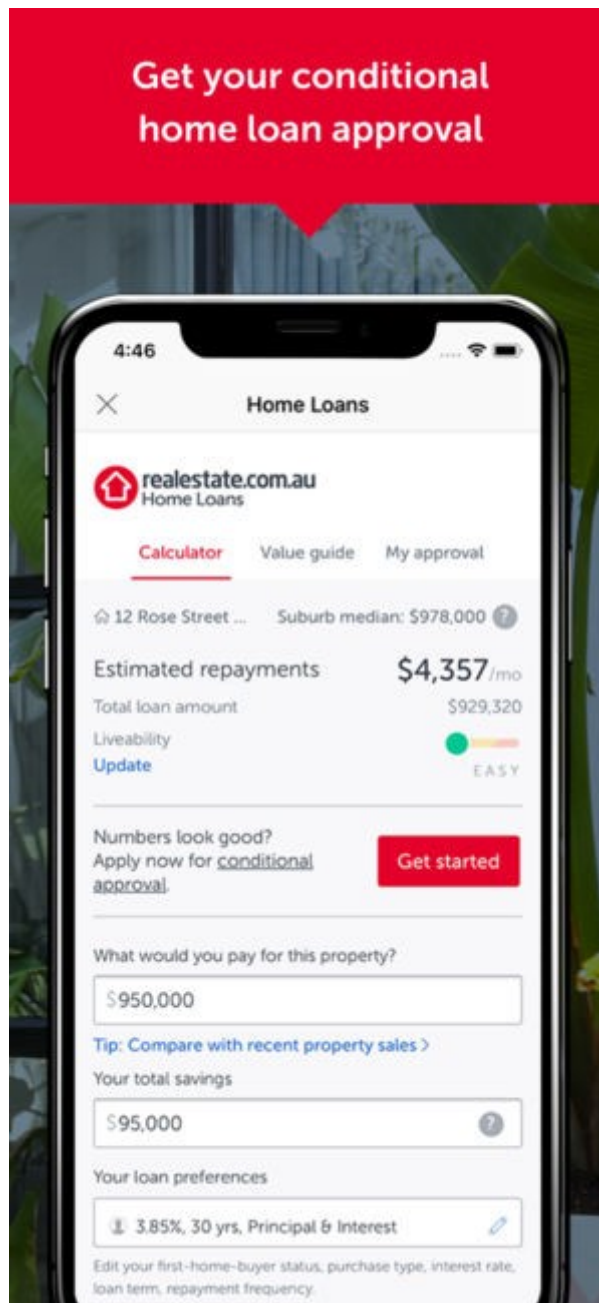 Get your conditional
home loan approval
4:46
Home Loans
realestate.com.au
Home Loans
Calculator Value guide My approval
12 Rose Street ... Suburb median: $978,000 ?
Estimated repayments $4,357/mo
Total loan amount $929,320
Liveability
Update EASY
Numbers look good?
Apply now for conditional
approval.
Get started
What would you pay for this property?
$950,000
Tip: Compare with recent property sales >
Your total savings
$95,000 ?
Your loan preferences
3.85%, 30 yrs, Principal & Interest
Edit your first-home-buyer status, purchase type, interest rate,
loan term, repayment frequency.